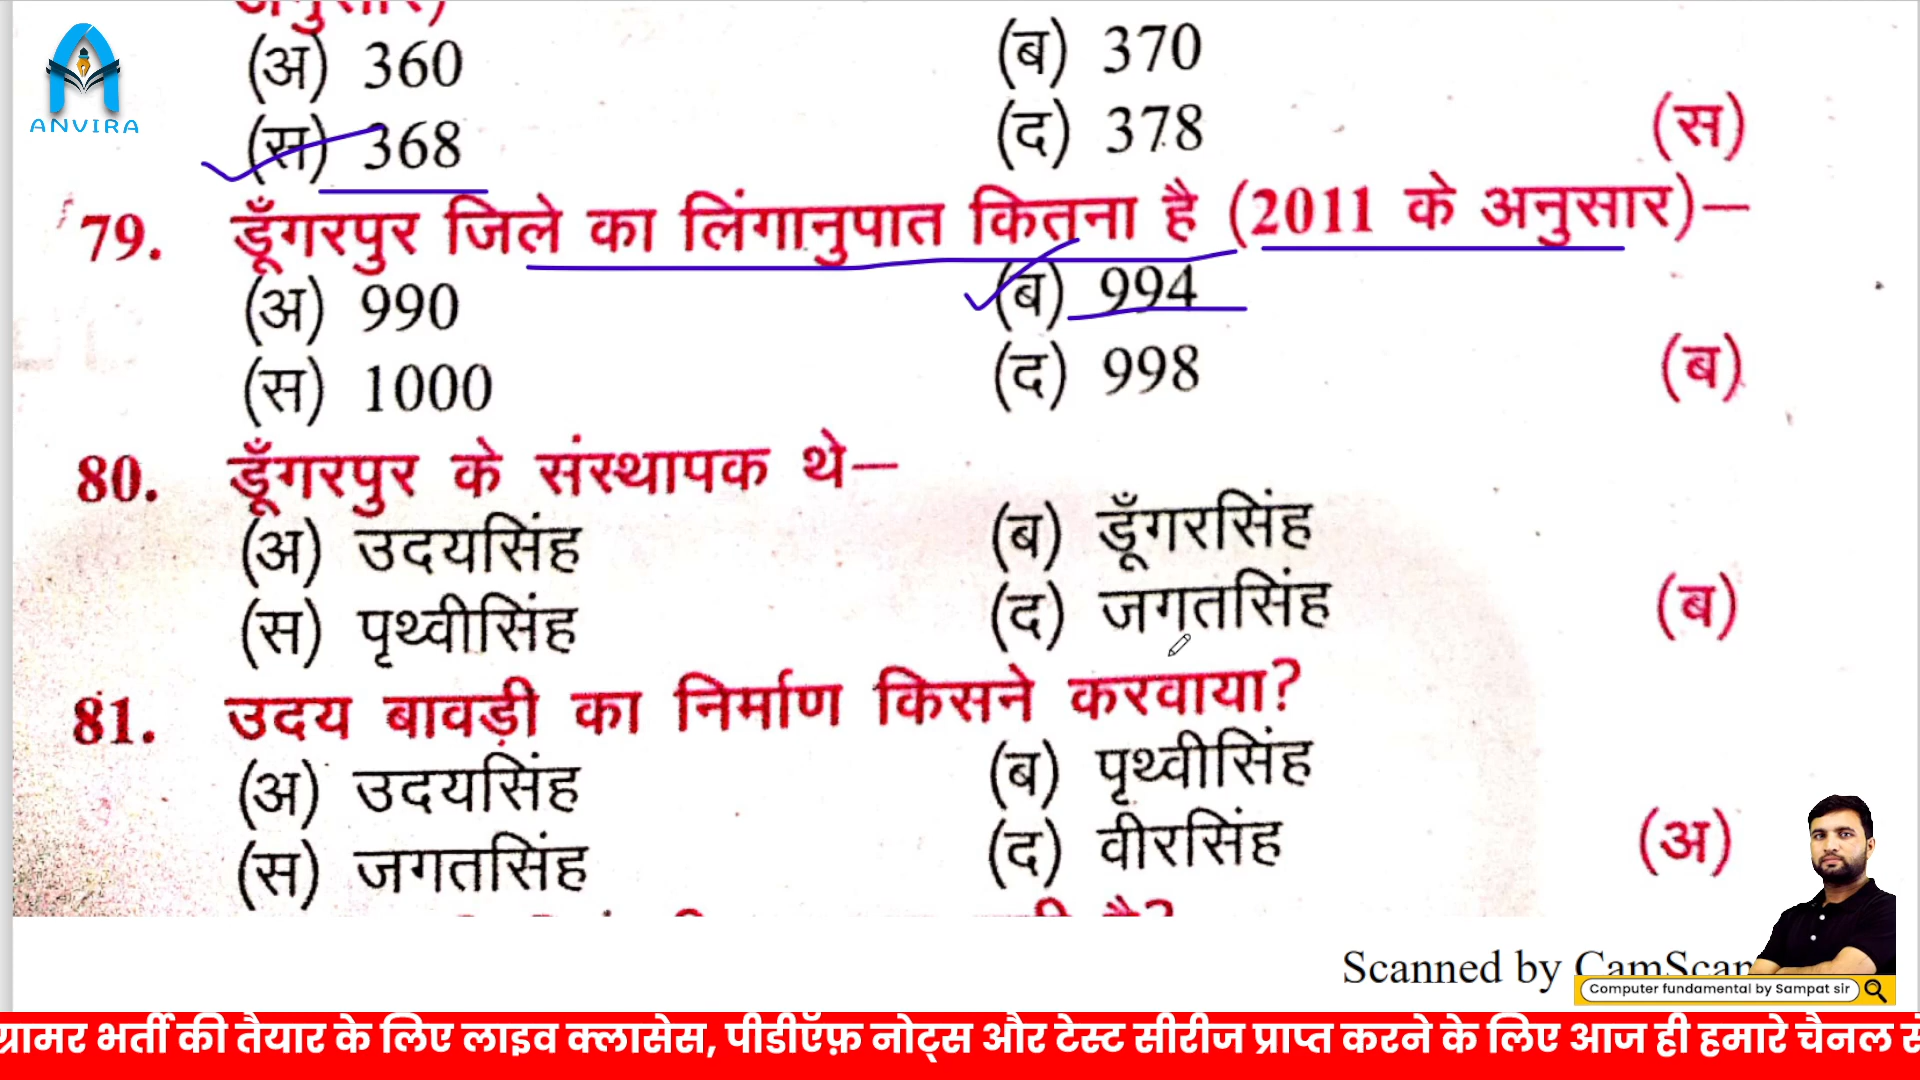 अनुसार)
(अ) 360 (ब) 370
(स) 368 (द) 378 (स)
79. डूँगरपुर जिले का लिंगानुपात कितना है (2011 के अनुसार)–
(अ) 990 (ब) 994
(स) 1000 (द) 998 (ब)
80. डूँगरपुर के संस्थापक थे–
(अ) उदयसिंह (ब) डूँगरसिंह
(स) पृथ्वीसिंह (द) जगतसिंह (ब)
81. उदय बावड़ी का निर्माण किसने करवाया?
(अ) उदयसिंह (ब) पृथ्वीसिंह
(स) जगतसिंह (द) वीरसिंह (अ)
ANVIRA
Scanned by CamScan
Computer fundamental by Sampat sir
ग्रामर भर्ती की तैयार के लिए लाइव क्लासेस, पीडीऍफ़ नोट्स और टेस्ट सीरीज प्राप्त करने के लिए आज ही हमारे चैनल से